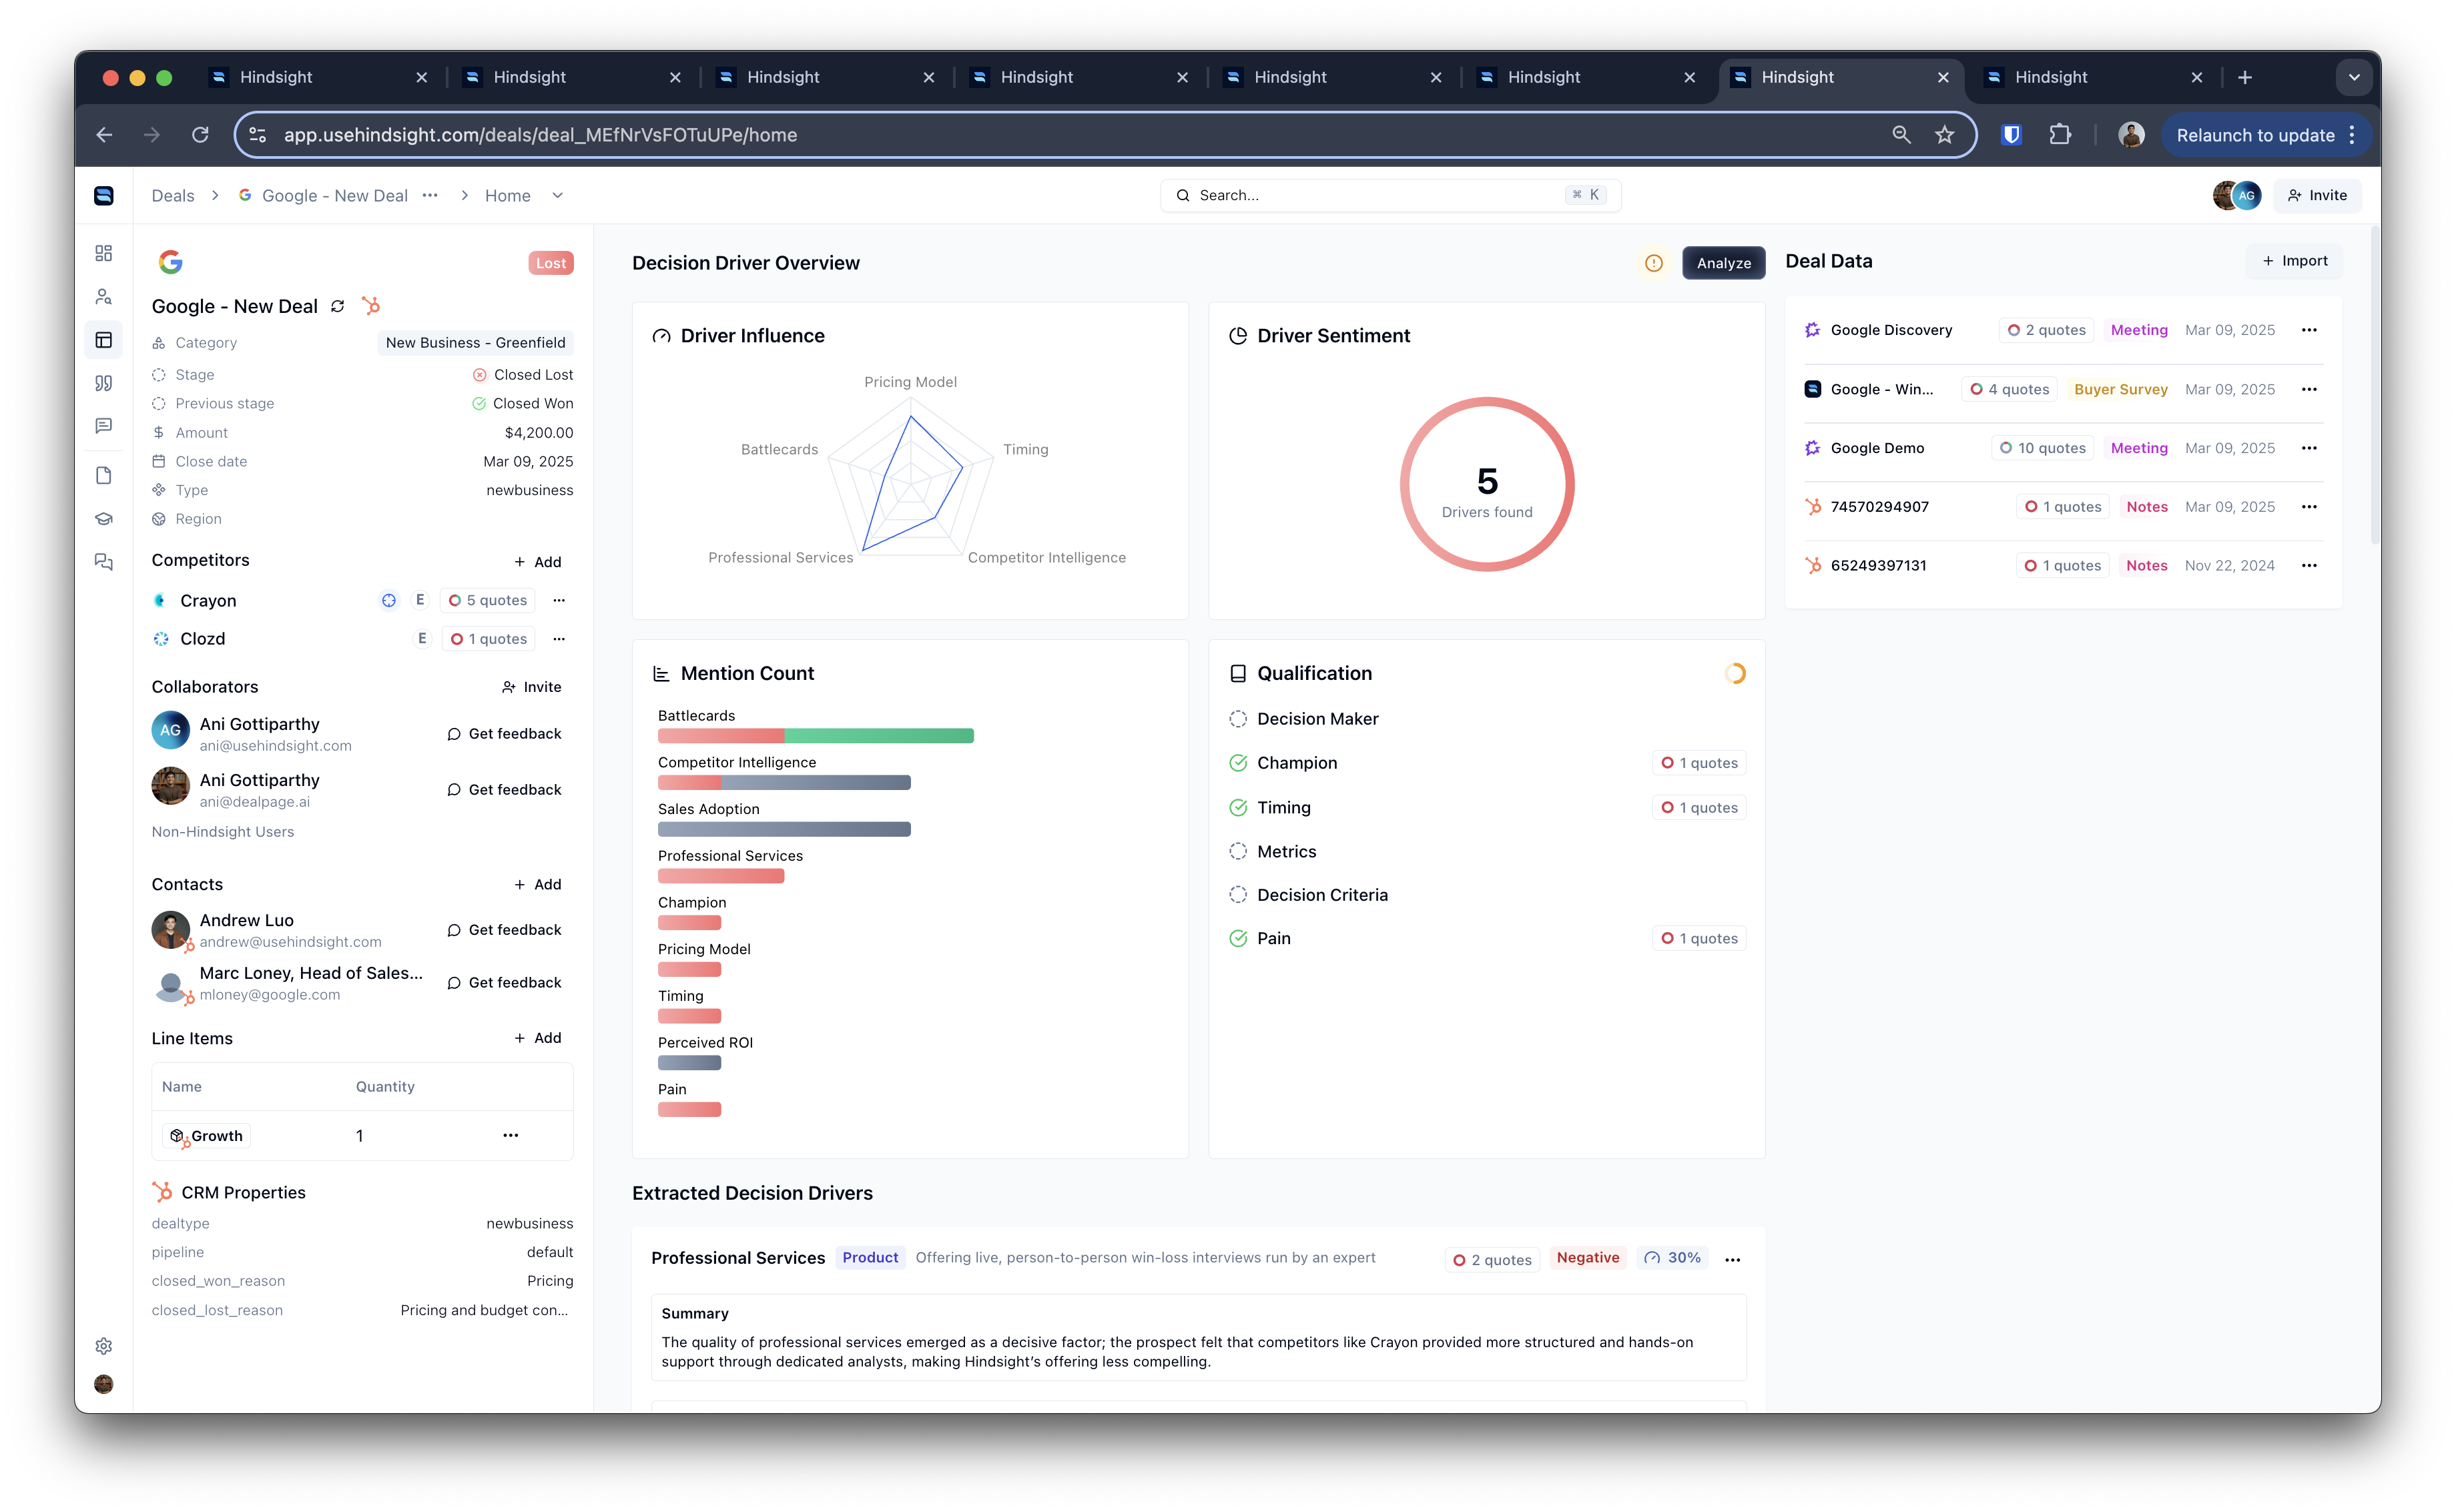 Hindsight
Hindsight
Hindsight
Hindsight
Hindsight
Hindsight
Hindsight
Hindsight
app.usehindsight.com/deals/deal_MEfNrVsFOTuUPe/home
Relaunch to update
Deals > Google - New Deal ... > Home
Search...
⌘ K
AG
Invite
Lost
Google - New Deal
Category New Business - Greenfield
Stage Closed Lost
Previous stage Closed Won
Amount $4,200.00
Close date Mar 09, 2025
Type newbusiness
Region
Competitors + Add
Crayon E 5 quotes
Clozd E 1 quotes
Collaborators Invite
AG Ani Gottiparthy
ani@usehindsight.com
Get feedback
Ani Gottiparthy
ani@dealpage.ai
Get feedback
Non-Hindsight Users
Contacts + Add
Andrew Luo
andrew@usehindsight.com
Get feedback
Marc Loney, Head of Sales...
mloney@google.com
Get feedback
Line Items + Add
Name Quantity
Growth 1
CRM Properties
dealtype newbusiness
pipeline default
closed_won_reason Pricing
closed_lost_reason Pricing and budget con...
Decision Driver Overview
Analyze
Driver Influence
Pricing Model
Timing
Competitor Intelligence
Professional Services
Battlecards
Driver Sentiment
5
Drivers found
Mention Count
Battlecards
Competitor Intelligence
Sales Adoption
Professional Services
Champion
Pricing Model
Timing
Perceived ROI
Pain
Qualification
Decision Maker
Champion 1 quotes
Timing 1 quotes
Metrics
Decision Criteria
Pain 1 quotes
Extracted Decision Drivers
Professional Services Product Offering live, person-to-person win-loss interviews run by an expert 2 quotes Negative 30%
Summary
The quality of professional services emerged as a decisive factor; the prospect felt that competitors like Crayon provided more structured and hands-on
support through dedicated analysts, making Hindsight’s offering less compelling.
Deal Data + Import
Google Discovery 2 quotes Meeting Mar 09, 2025
Google - Win... 4 quotes Buyer Survey Mar 09, 2025
Google Demo 10 quotes Meeting Mar 09, 2025
74570294907 1 quotes Notes Mar 09, 2025
65249397131 1 quotes Notes Nov 22, 2024